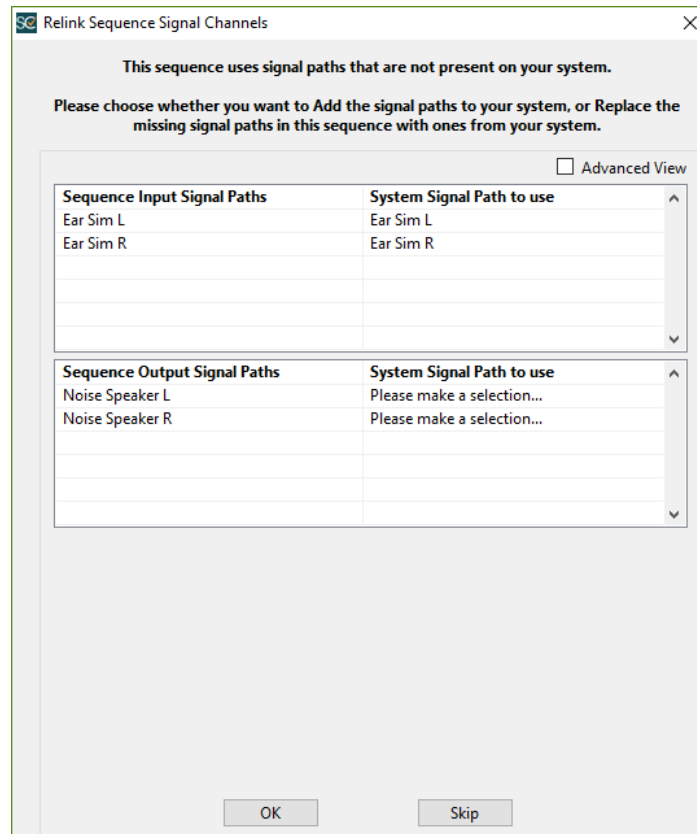 SC Relink Sequence Signal Channels
This sequence uses signal paths that are not present on your system.
Please choose whether you want to Add the signal paths to your system, or Replace the
missing signal paths in this sequence with ones from your system.
Advanced View
Sequence Input Signal Paths System Signal Path to use
Ear Sim L Ear Sim L
Ear Sim R Ear Sim R
Sequence Output Signal Paths System Signal Path to use
Noise Speaker L Please make a selection...
Noise Speaker R Please make a selection...
OK Skip